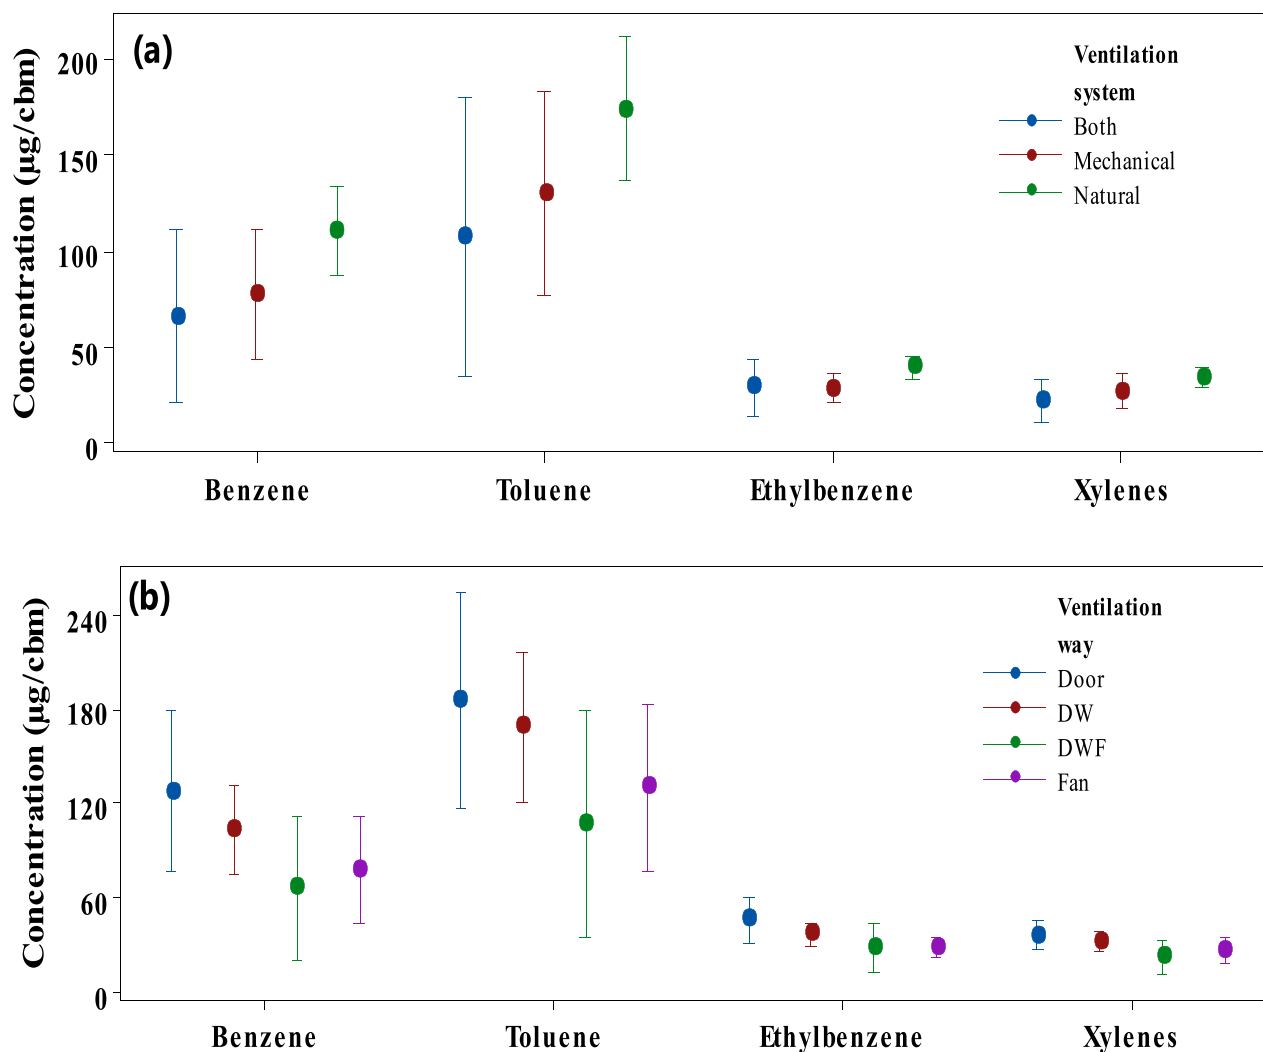 (a)
Concentration (µg/cbm)
200
150
100
50
0
Ventilation
system
Both
Mechanical
Natural
Benzene Toluene Ethylbenzene Xylenes
(b)
Concentration (µg/cbm)
240
180
120
60
0
Ventilation
way
Door
DW
DWF
Fan
Benzene Toluene Ethylbenzene Xylenes